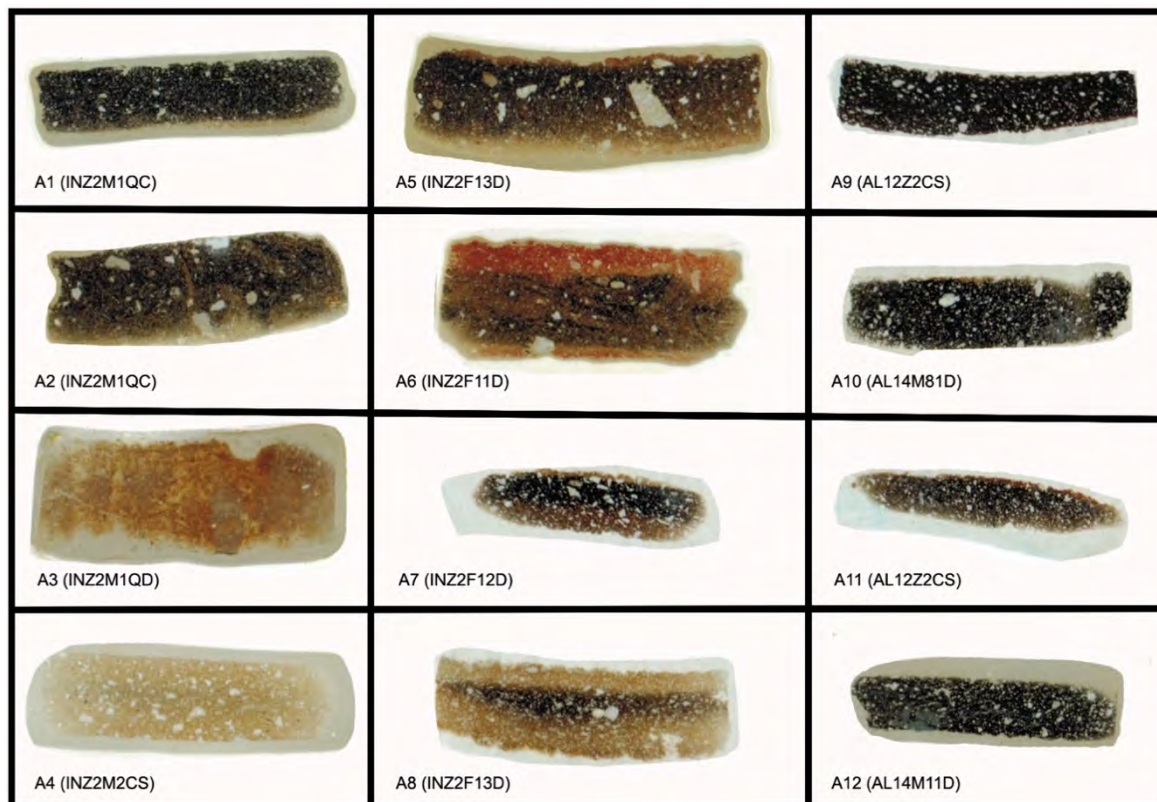 A1 (INZ2M1QC)
A5 (INZ2F13D)
A9 (AL12Z2CS)
A2 (INZ2M1QC)
A6 (INZ2F11D)
A10 (AL14M81D)
A3 (INZ2M1QD)
A7 (INZ2F12D)
A11 (AL12Z2CS)
A4 (INZ2M2CS)
A8 (INZ2F13D)
A12 (AL14M11D)